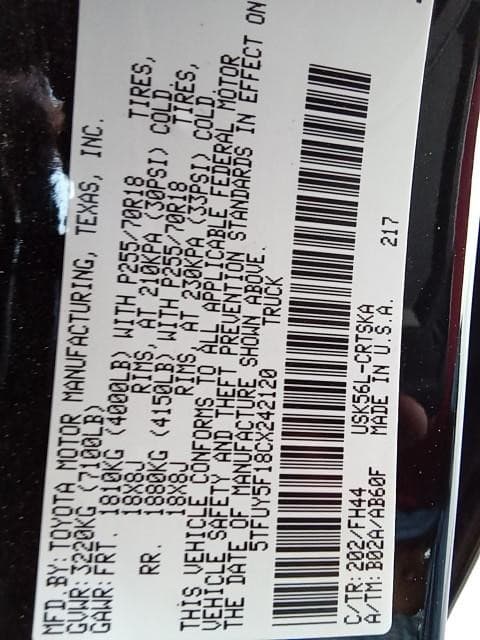 MFD.BY:TOYOTA MOTOR MANUFACTURING, TEXAS, INC.
GVWR: 3220KG (7100LB)
GAWR: FRT. 1810KG (4000LB) WITH P255/70R18 TIRES,
18X8J RIMS, AT 210KPA (30PSI) COLD.
RR. 1880KG (4150LB) WITH P255/70R18 TIRES,
18X8J RIMS, AT 230KPA (33PSI) COLD.
THIS VEHICLE CONFORMS TO ALL APPLICABLE FEDERAL MOTOR
VEHICLE SAFETY AND THEFT PREVENTION STANDARDS IN EFFECT ON
THE DATE OF MANUFACTURE SHOWN ABOVE.
5TFUY5F18CX242120 TRUCK
C/TR: 202/FH44 USK56L-CRTSKA
A/TM: B02A/AB60F MADE IN U.S.A. 217